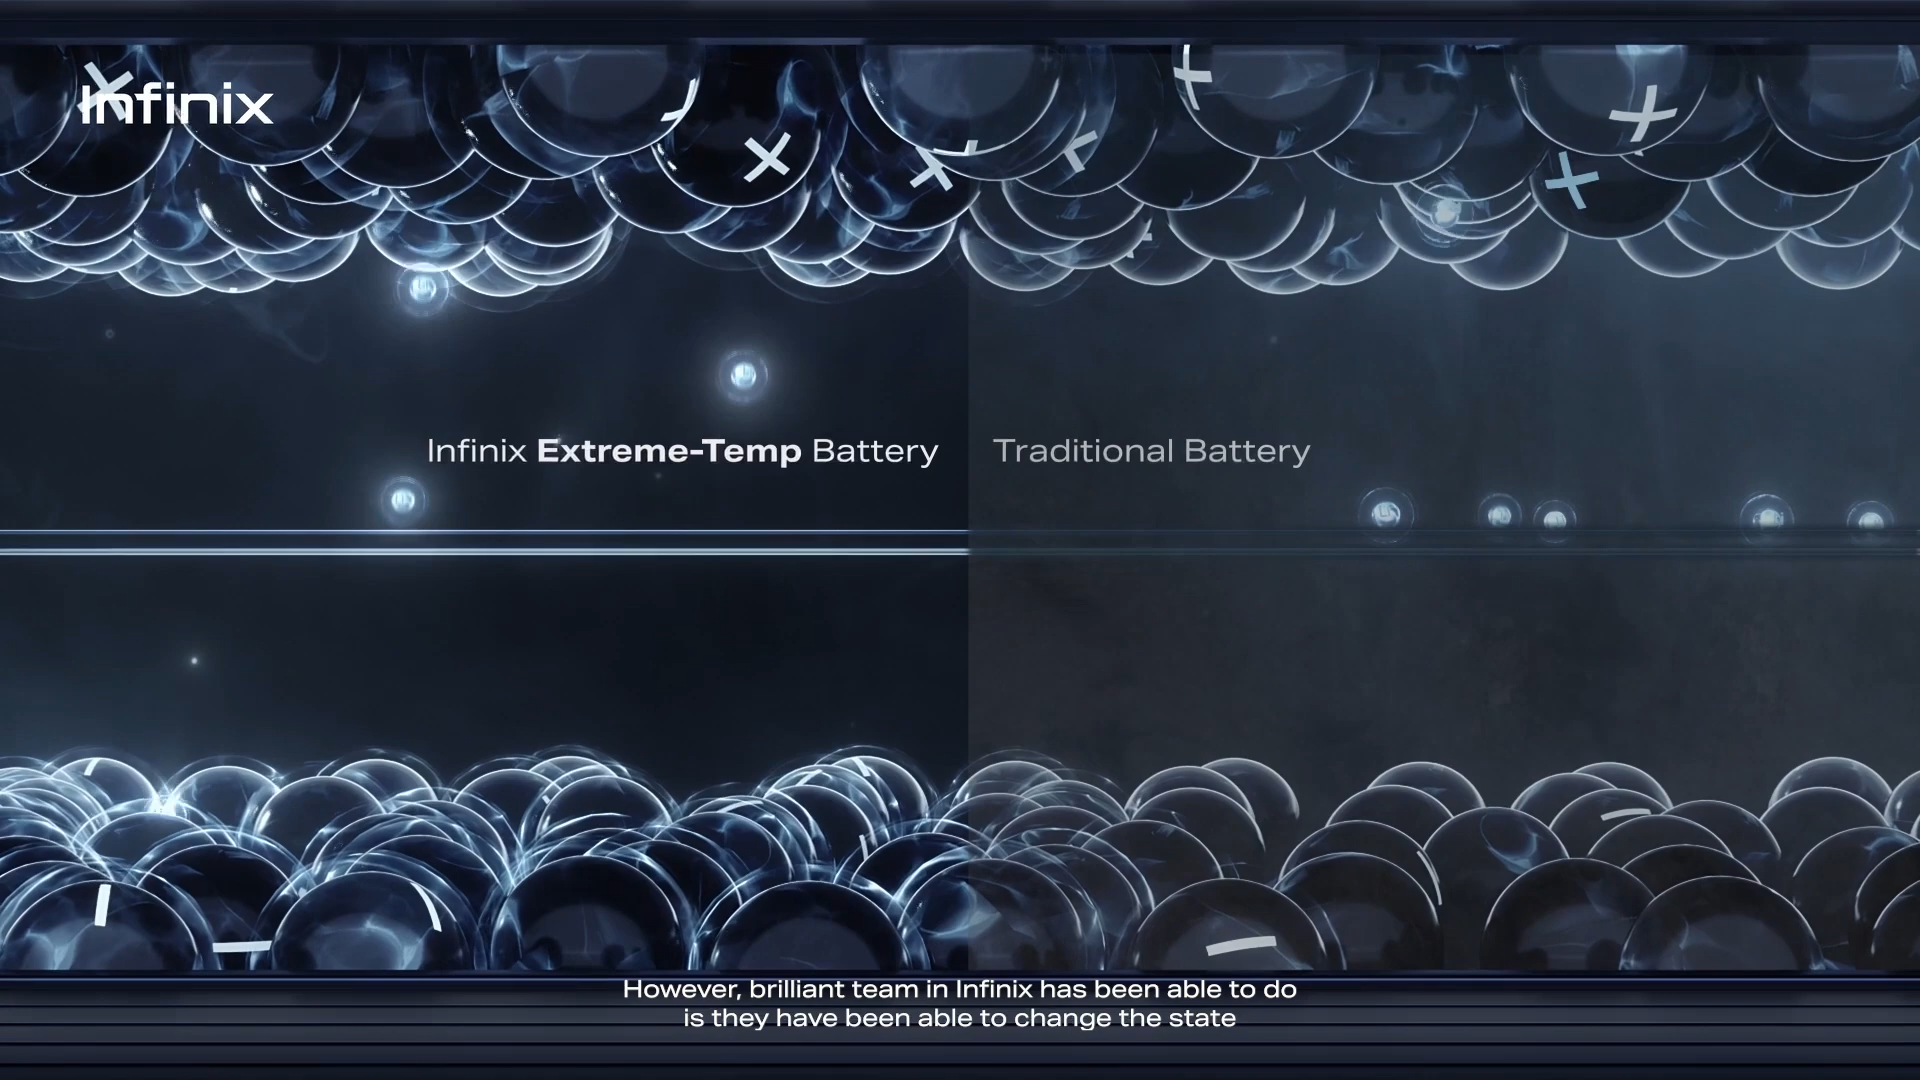 Infinix
Infinix Extreme-Temp Battery
Traditional Battery
However, brilliant team in Infinix has been able to do
is they have been able to change the state